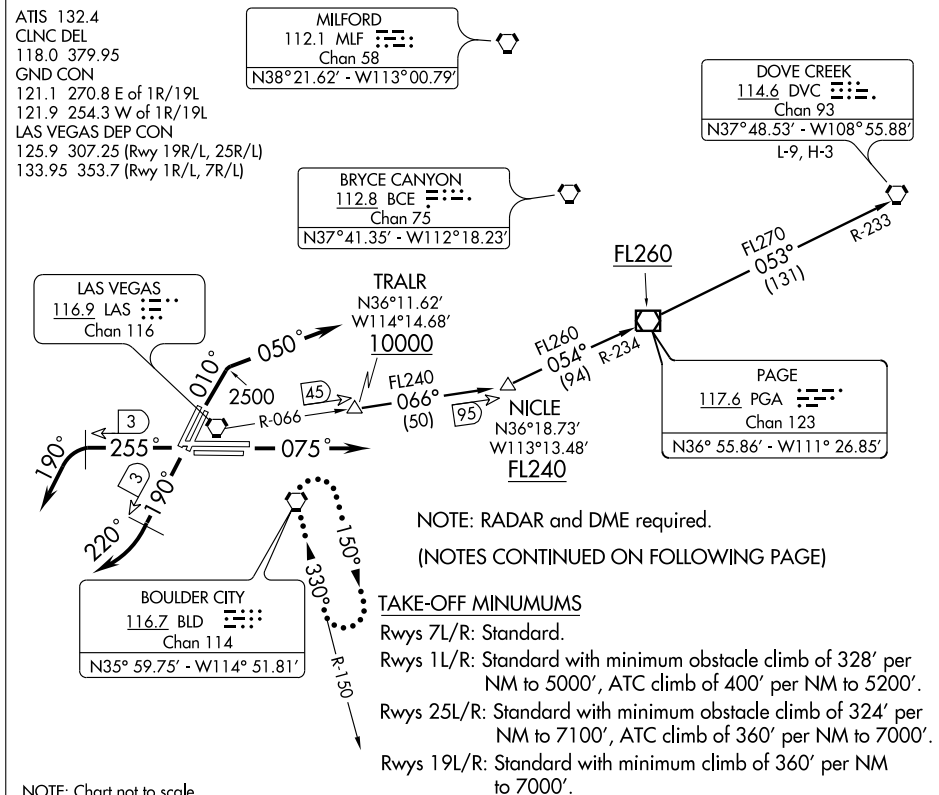 ATIS 132.4
CLNC DEL
118.0 379.95
GND CON
121.1 270.8 E of 1R/19L
121.9 254.3 W of 1R/19L
LAS VEGAS DEP CON
125.9 307.25 (Rwy 19R/L, 25R/L)
133.95 353.7 (Rwy 1R/L, 7R/L)
MILFORD
112.1 MLF
Chan 58
N38°21.62' - W113°00.79'
DOVE CREEK
114.6 DVC
Chan 93
N37°48.53' - W108°55.88'
L-9, H-3
BRYCE CANYON
112.8 BCE
Chan 75
N37°41.35' - W112°18.23'
LAS VEGAS
116.9 LAS
Chan 116
TRALR
N36°11.62'
W114°14.68'
10000
FL260
FL270
053°
(131)
R-233
FL260
054°
(94)
R-234
FL240
066°
(50)
R-066
45
95
NICLE
N36°18.73'
W113°13.48'
FL240
PAGE
117.6 PGA
Chan 123
N36° 55.86' - W111° 26.85'
010°
050°
2500
3
255°
190°
075°
3
190°
220°
150°
330°
R-150
BOULDER CITY
116.7 BLD
Chan 114
N35° 59.75' - W114° 51.81'
NOTE: RADAR and DME required.
(NOTES CONTINUED ON FOLLOWING PAGE)
TAKE-OFF MINUMUMS
Rwys 7L/R: Standard.
Rwys 1L/R: Standard with minimum obstacle climb of 328' per
NM to 5000', ATC climb of 400' per NM to 5200'.
Rwys 25L/R: Standard with minimum obstacle climb of 324' per
NM to 7100', ATC climb of 360' per NM to 7000'.
Rwys 19L/R: Standard with minimum climb of 360' per NM
to 7000'.
NOTE: Chart not to scale